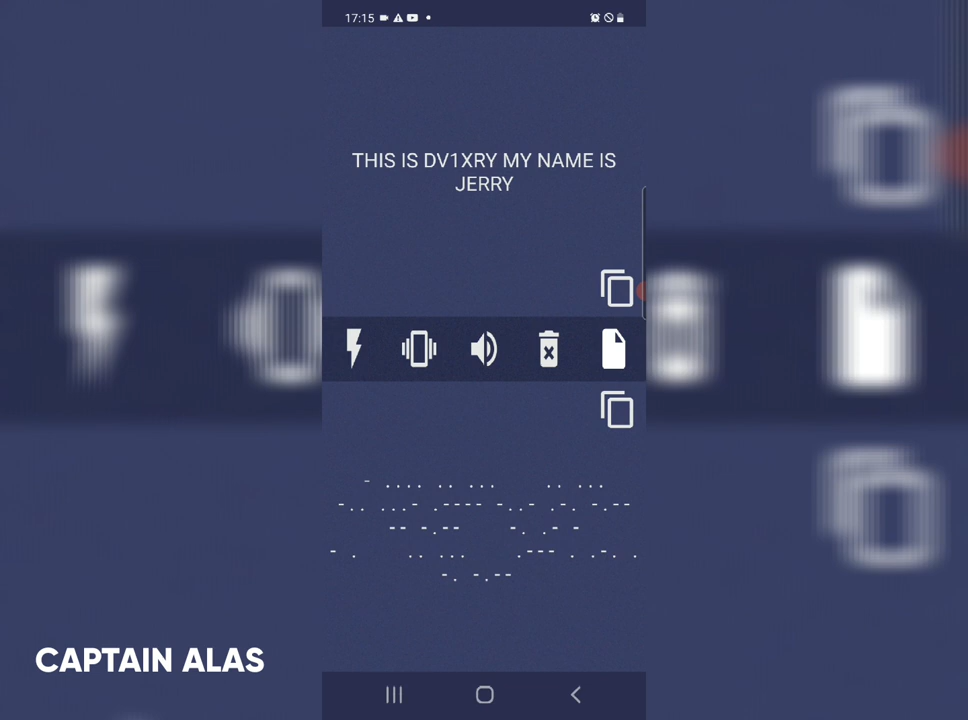 17:15
THIS IS DV1XRY MY NAME IS
JERRY
- .... .. ... .. ...
-.. ...- .---- -..- .-. -.--
-- -.-- -. .- -
- . .. ... .--- . .-. .
-. -.--
CAPTAIN ALAS